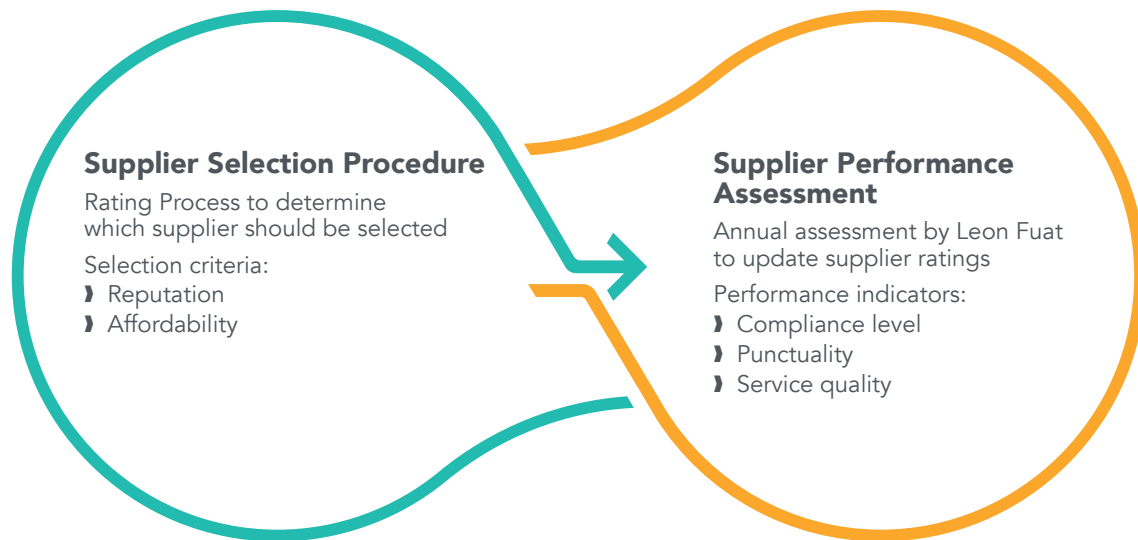 Supplier Selection Procedure
Rating Process to determine
which supplier should be selected
Selection criteria:
❱ Reputation
❱ Affordability
Supplier Performance
Assessment
Annual assessment by Leon Fuat
to update supplier ratings
Performance indicators:
❱ Compliance level
❱ Punctuality
❱ Service quality